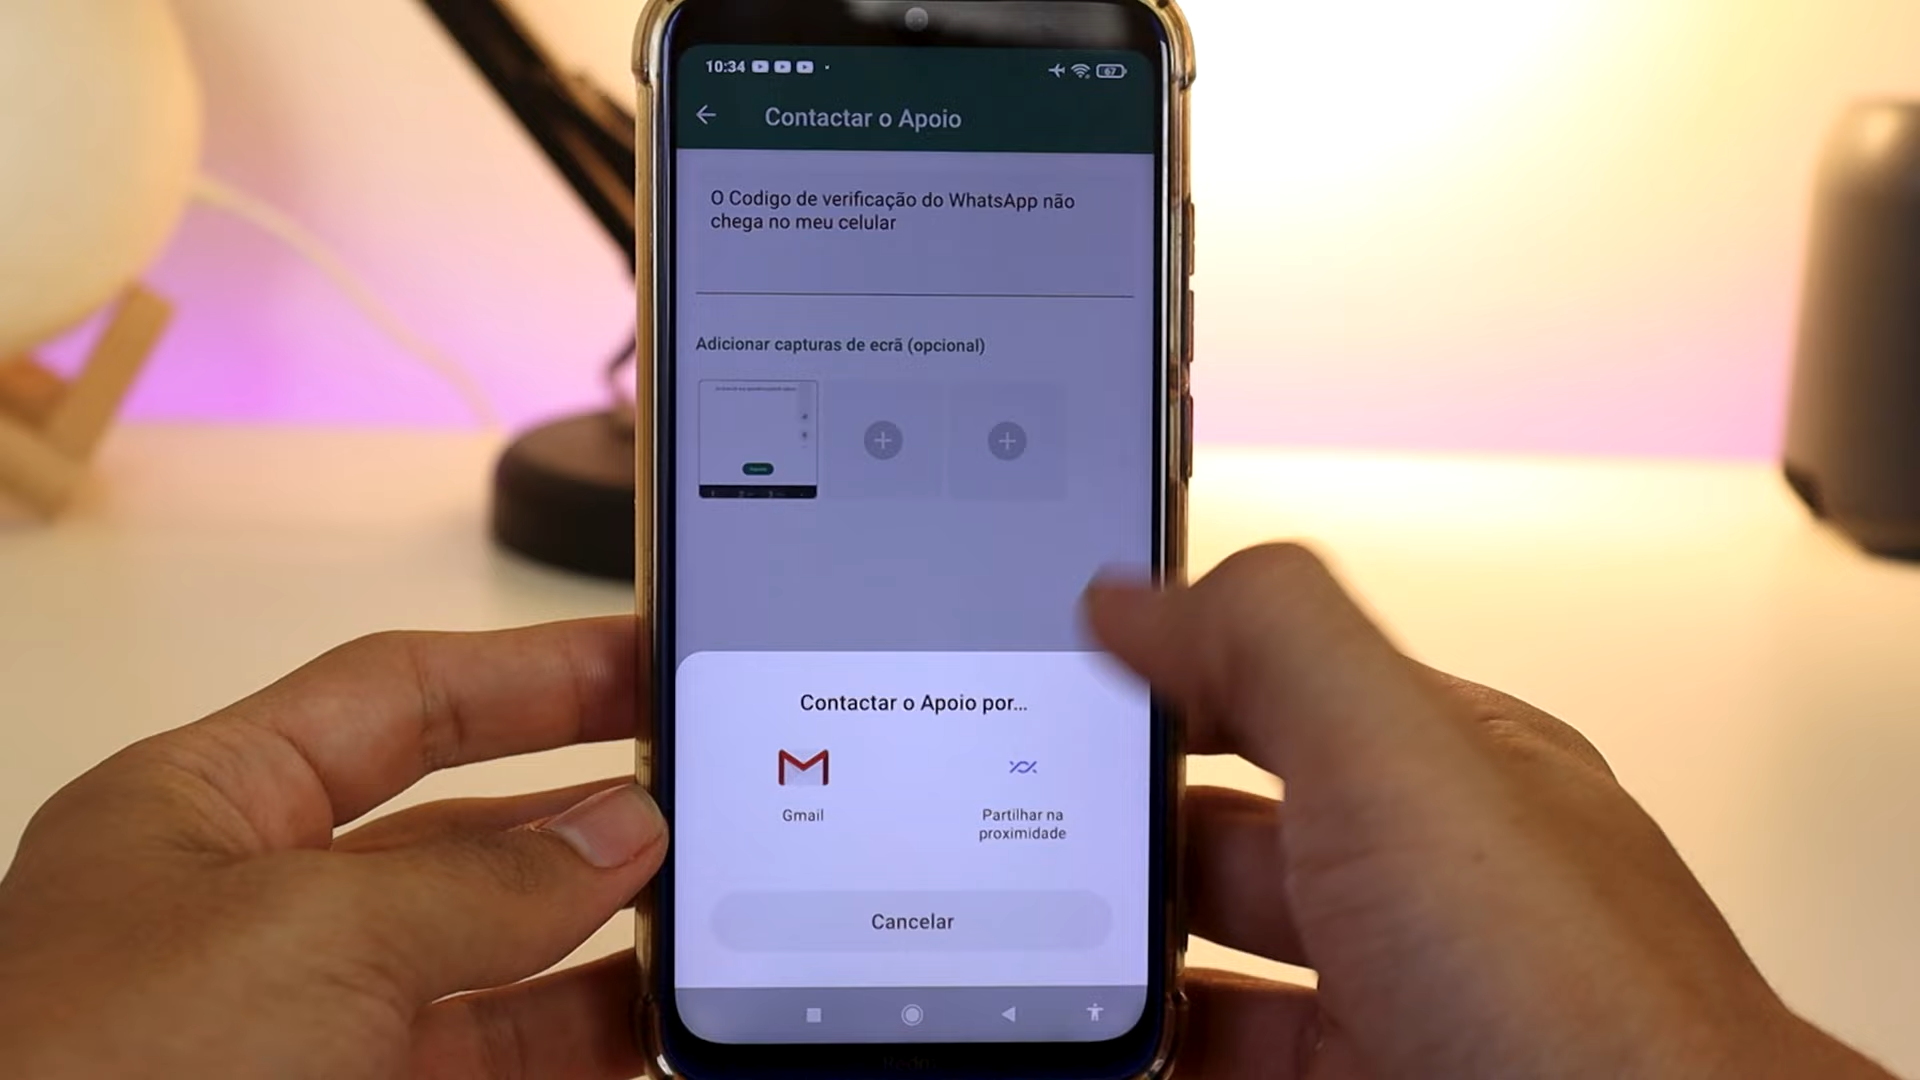 10:34
67
Contactar o Apoio
O Codigo de verificação do WhatsApp não
chega no meu celular
Adicionar capturas de ecrã (opcional)
Contactar o Apoio por...
Gmail
Partilhar na
proximidade
Cancelar